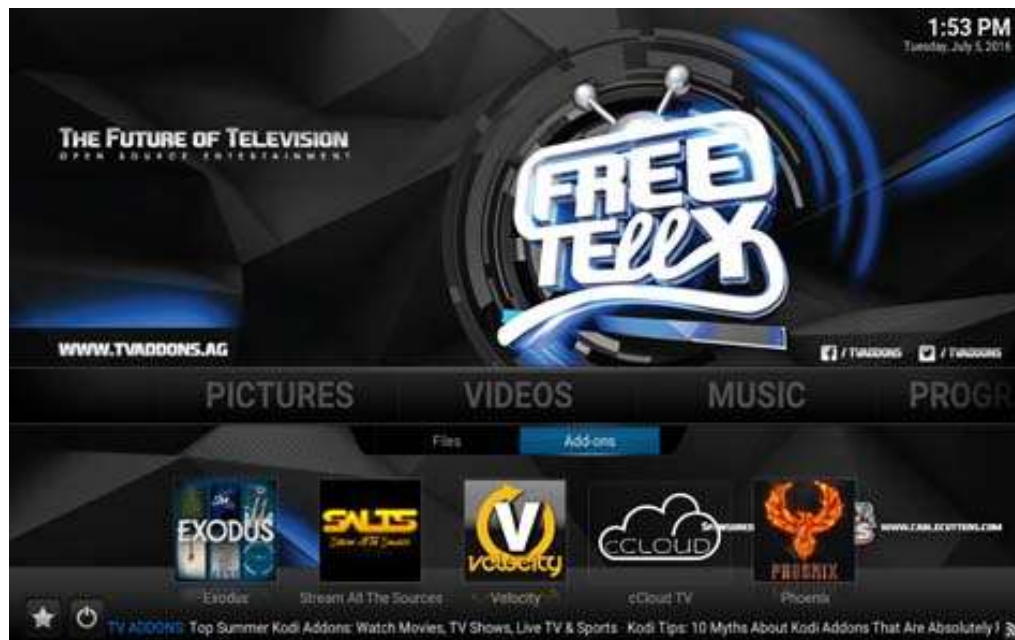 1:53 PM
Tuesday, July 5, 2016
THE FUTURE OF TELEVISION
OPEN SOURCE ENTERTAINMENT
FREE
TELLX
WWW.TVADDONS.AG
/ TVADDONS
/ TVADDONS
PICTURES
VIDEOS
MUSIC
PROGR
Files
Add-ons
EXODUS
SALTS
Stream All The Sources
V
velocity
CCLOUD
SPONSORED
PHOENIX
WWW.CABLECUTTERS.COM
Exodus
Stream All The Sources
Velocity
cCloud TV
Phoenix
TV ADDONS: Top Summer Kodi Addons: Watch Movies, TV Shows, Live TV & Sports - Kodi Tips: 10 Myths About Kodi Addons That Are Absolutely